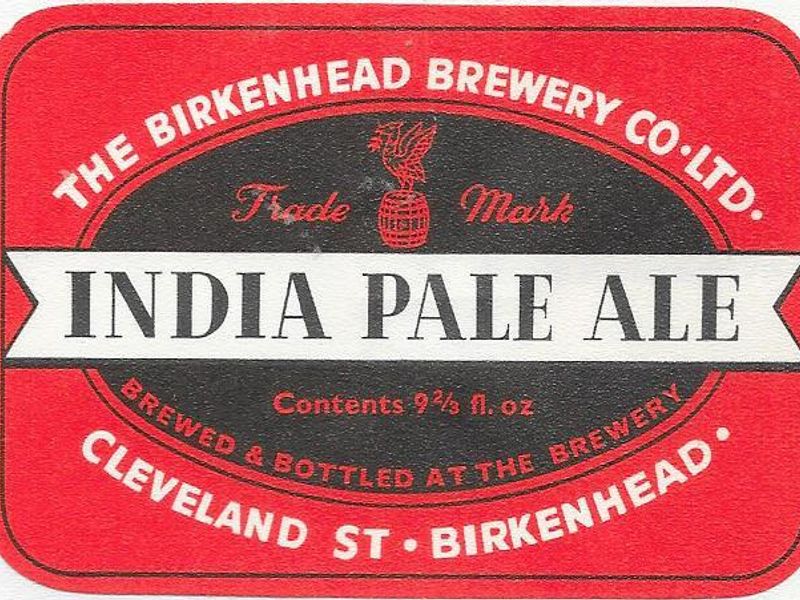 THE BIRKENHEAD BREWERY CO·LTD·
Trade Mark
INDIA PALE ALE
Contents 9⅔ fl. oz
BREWED & BOTTLED AT THE BREWERY
CLEVELAND ST · BIRKENHEAD ·